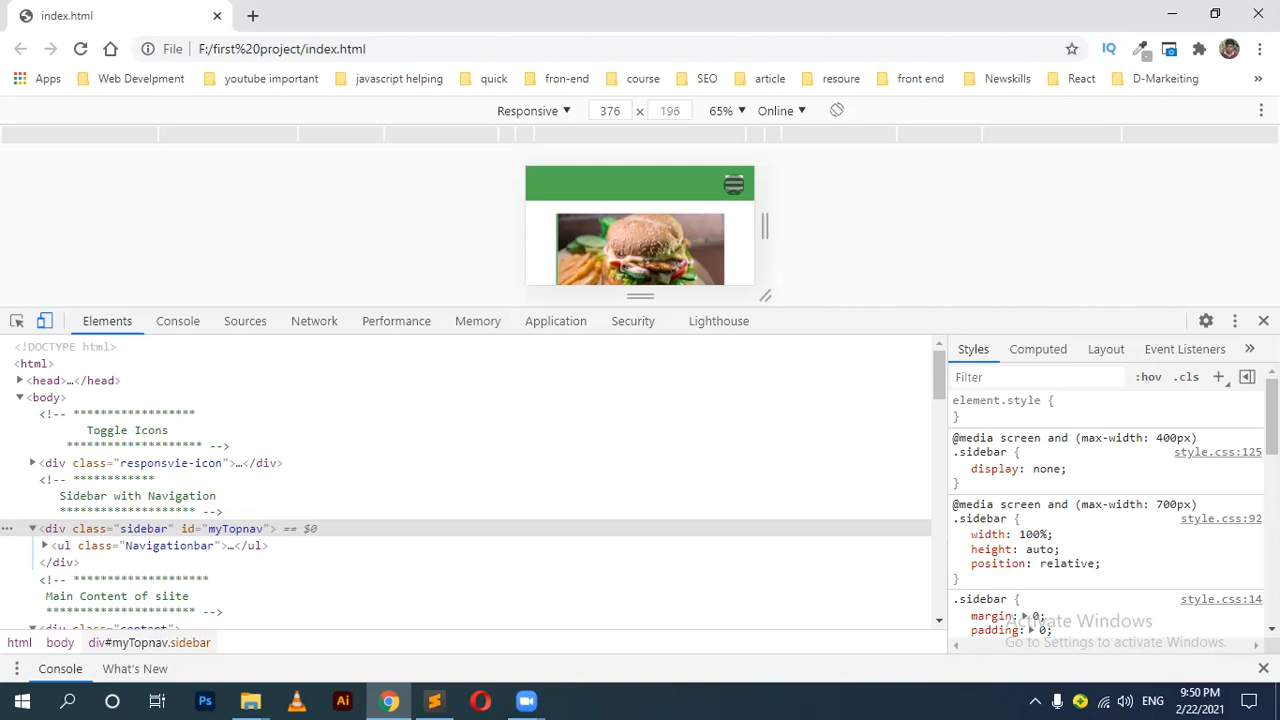 index.html
File F:/first%20project/index.html
Apps Web Develpment youtube important javascript helping quick fron-end course SEO article resoure front end Newskills React D-Markeiting »
Responsive 376 × 196 65% Online
Elements Console Sources Network Performance Memory Application Security Lighthouse
<!DOCTYPE html>
<html>
<head>…</head>
<body>
<!-- ******************
Toggle Icons
******************** -->
<div class="responsvie-icon">…</div>
<!-- ************
Sidebar with Navigation
******************** -->
<div class="sidebar" id="myTopnav"> == $0
<ul class="Navigationbar">…</ul>
</div>
<!-- ********************
Main Content of siite
********************* -->
<div class="content">
html body div#myTopnav.sidebar
Styles Computed Layout Event Listeners »
Filter :hov .cls +
element.style {
}
@media screen and (max-width: 400px)
.sidebar { style.css:125
display: none;
}
@media screen and (max-width: 700px)
.sidebar { style.css:92
width: 100%;
height: auto;
position: relative;
}
.sidebar { style.css:14
margin: 0;
padding: 0;
Activate Windows
Go to Settings to activate Windows.
Console What's New
Ps Ai
ENG
9:50 PM
2/22/2021